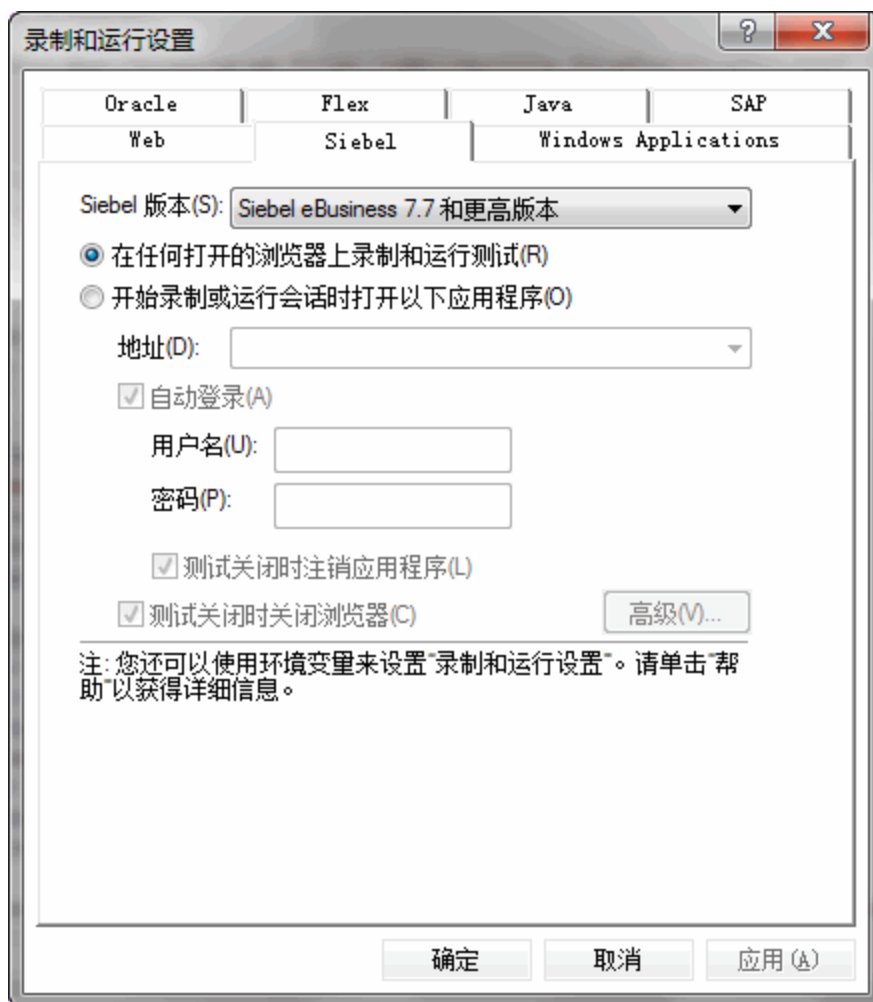 录制和运行设置
Oracle Flex Java SAP
Web Siebel Windows Applications
Siebel 版本(S): Siebel eBusiness 7.7 和更高版本
在任何打开的浏览器上录制和运行测试(R)
开始录制或运行会话时打开以下应用程序(O)
地址(D):
自动登录(A)
用户名(U):
密码(P):
测试关闭时注销应用程序(L)
测试关闭时关闭浏览器(C) 高级(V)...
注: 您还可以使用环境变量来设置"录制和运行设置"。请单击"帮
助"以获得详细信息。
确定 取消 应用(A)